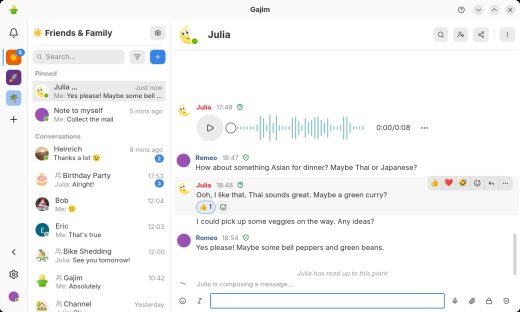 Gajim
Friends & Family
Julia
6
Search...
Pinned
Julia ...
Just now
Me: Yes please! Maybe some bell ...
Note to myself
5 mins ago
Me: Collect the mail
Conversations
Heinrich
9 mins ago
Thanks a lot 😉
2
Birthday Party
17:53
Julia: Alright!
3
Bob
12:04
Me: 🙂
Eric
12:03
Me: That's true
Bike Shedding
12:00
Julia: See you tomorrow!
Gajim
10:42
Me: Absolutely
Channel
Yesterday
Julia 17:49
0:00/0:08
Romeo 18:47
How about something Asian for dinner? Maybe Thai or Japanese?
Julia 18:48
Ooh, I like that. Thai sounds great. Maybe a green curry?
👍 1
I could pick up some veggies on the way. Any ideas?
Romeo 18:54
Yes please! Maybe some bell peppers and green beans.
Julia has read up to this point
Julia is composing a message...